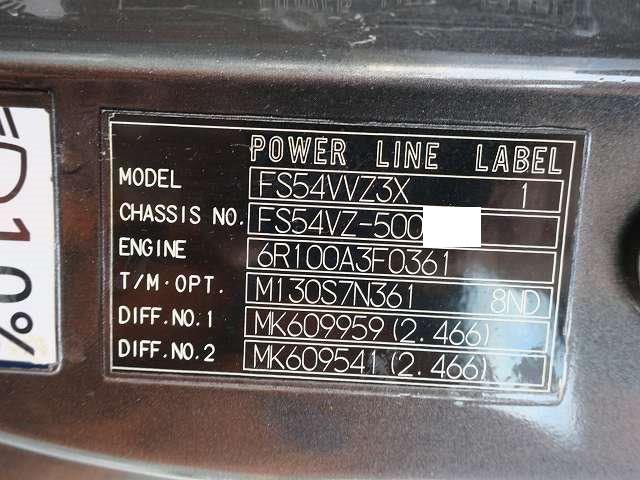 POWER LINE LABEL
MODEL FS54VVZ3X 1
CHASSIS NO. FS54VZ-500
ENGINE 6R100A3F0361
T/M·OPT. M130S7N361 8ND
DIFF.NO.1 MK609959(2.466)
DIFF.NO.2 MK609541(2.466)
D10%